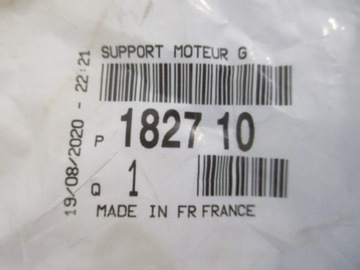 SUPPORT MOTEUR G
P 1827 10
Q 1
MADE IN FR FRANCE
19/08/2020 - 22:21